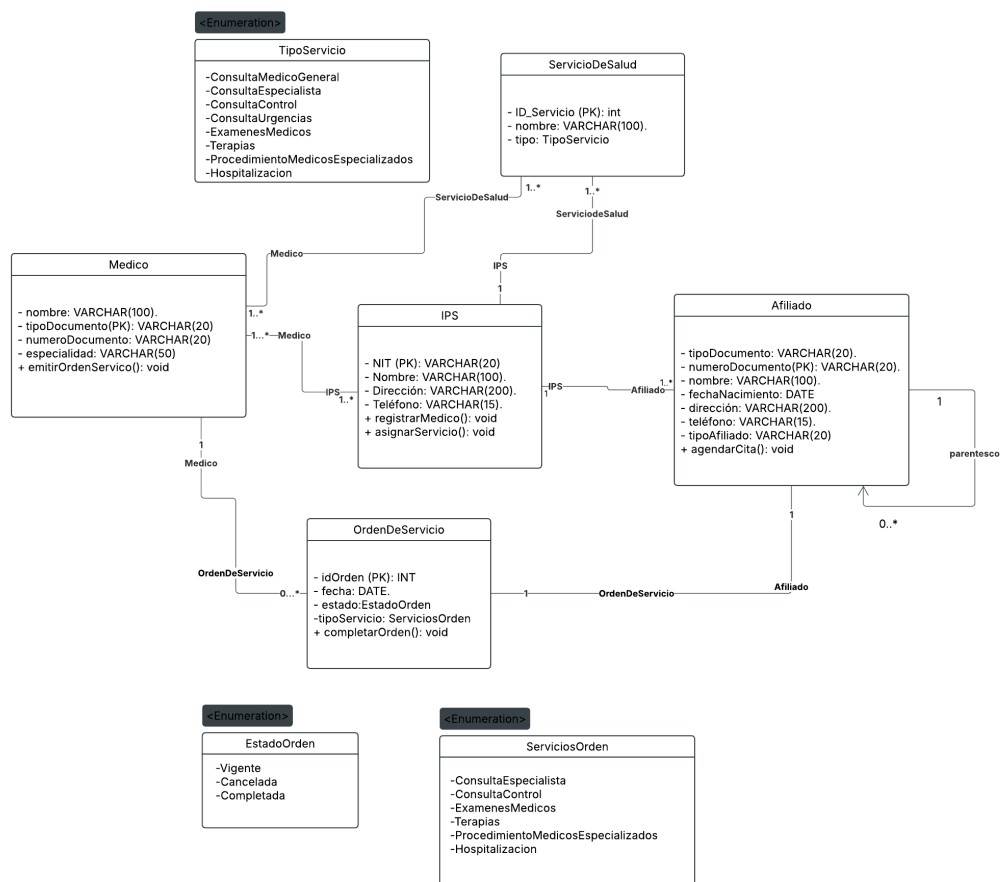 <Enumeration>
TipoServicio
-ConsultaMedicoGeneral
-ConsultaEspecialista
-ConsultaControl
-ConsultaUrgencias
-ExamenesMedicos
-Terapias
-ProcedimientoMedicosEspecializados
-Hospitalizacion
ServicioDeSalud
- ID_Servicio (PK): int
- nombre: VARCHAR(100).
- tipo: TipoServicio
1..*
1..*
ServicioDeSalud
ServiciodeSalud
Medico
IPS
1
1..*
Medico
- nombre: VARCHAR(100).
- tipoDocumento(PK): VARCHAR(20)
- numeroDocumento: VARCHAR(20)
- especialidad: VARCHAR(50)
+ emitirOrdenServico(): void
1...*
Medico
IPS
1..*
IPS
- NIT (PK): VARCHAR(20)
- Nombre: VARCHAR(100).
- Dirección: VARCHAR(200).
- Teléfono: VARCHAR(15).
+ registrarMedico(): void
+ asignarServicio(): void
IPS
1
Afiliado
1..*
Afiliado
- tipoDocumento: VARCHAR(20).
- numeroDocumento(PK): VARCHAR(20).
- nombre: VARCHAR(100).
- fechaNacimiento: DATE
- dirección: VARCHAR(200).
- teléfono: VARCHAR(15).
- tipoAfiliado: VARCHAR(20)
+ agendarCita(): void
1
parentesco
0..*
1
Medico
1
OrdenDeServicio
0...*
OrdenDeServicio
- idOrden (PK): INT
- fecha: DATE.
- estado:EstadoOrden
-tipoServicio: ServiciosOrden
+ completarOrden(): void
1
OrdenDeServicio
Afiliado
<Enumeration>
EstadoOrden
-Vigente
-Cancelada
-Completada
<Enumeration>
ServiciosOrden
-ConsultaEspecialista
-ConsultaControl
-ExamenesMedicos
-Terapias
-ProcedimientoMedicosEspecializados
-Hospitalizacion